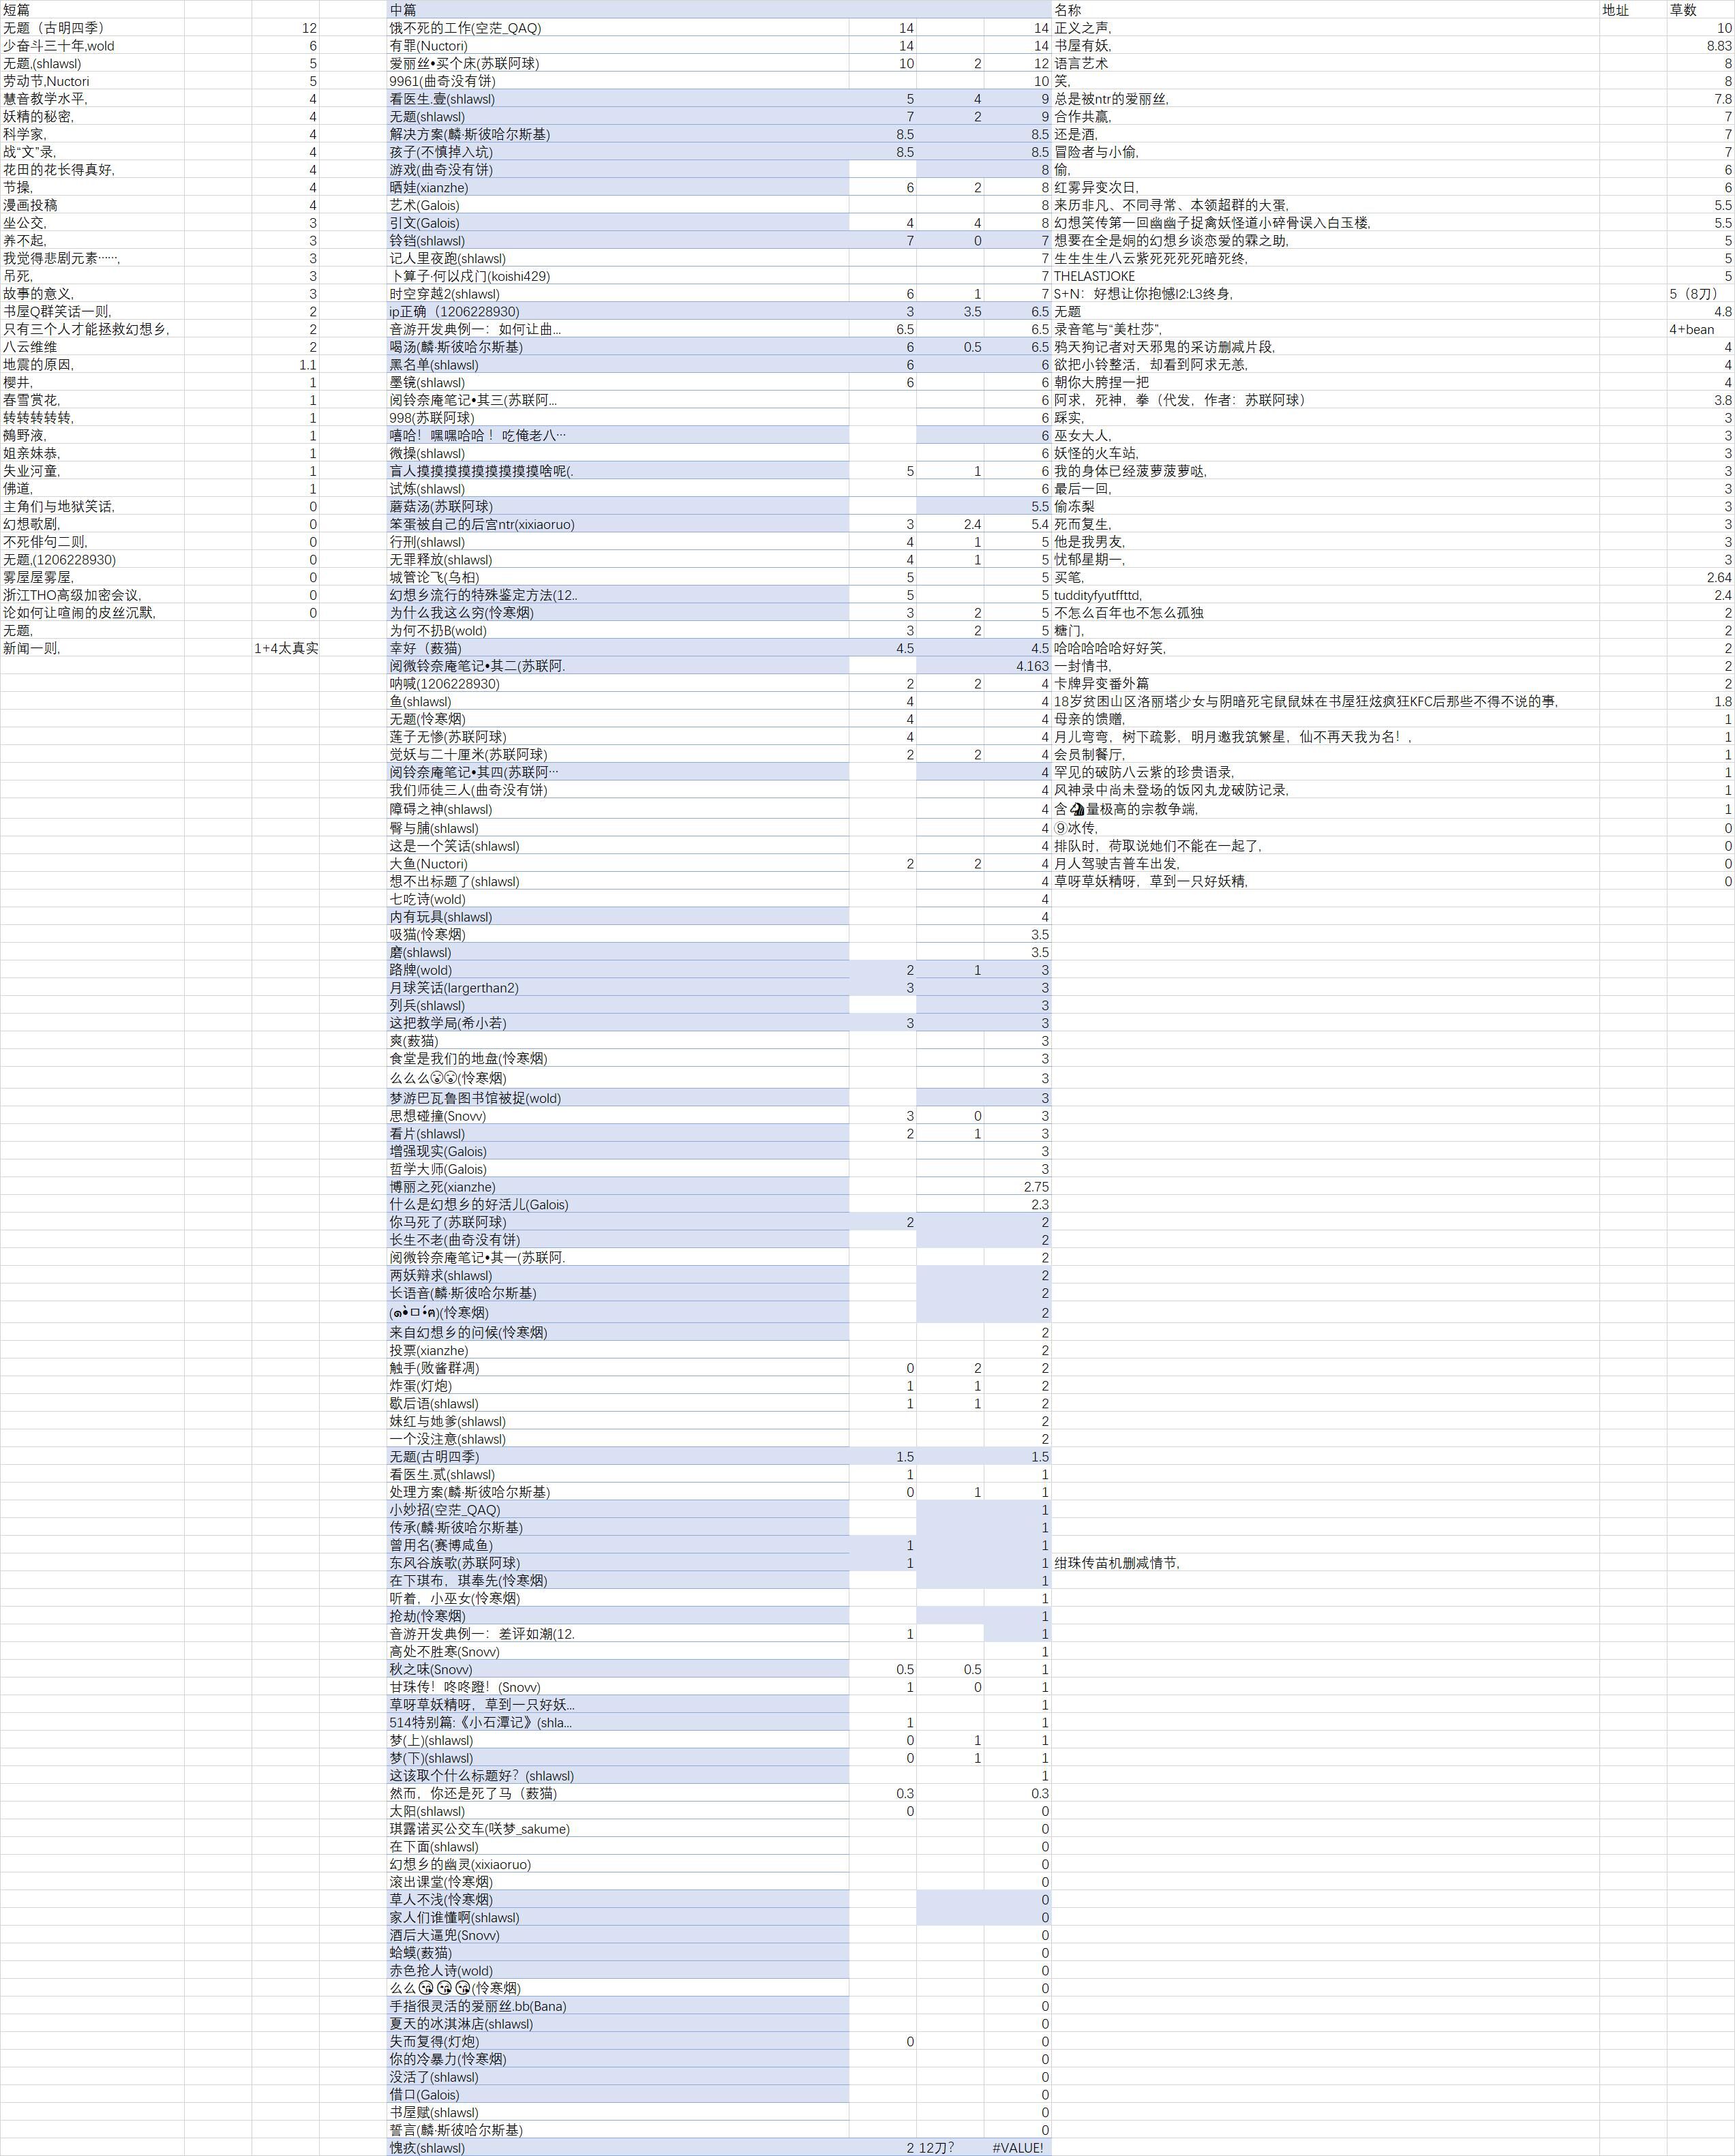 短篇 中篇 名称 地址 草数
无题（古明四季） 12 饿不死的工作(空茫_QAQ) 14 14 正义之声, 10
少奋斗三十年,wold 6 有罪(Nuctori) 14 14 书屋有妖, 8.83
无题,(shlawsl) 5 爱丽丝•买个床(苏联阿球) 10 2 12 语言艺术 8
劳动节,Nuctori 5 9961(曲奇没有饼) 10 笑, 8
慧音教学水平, 4 看医生.壹(shlawsl) 5 4 9 总是被ntr的爱丽丝, 7.8
妖精的秘密, 4 无题(shlawsl) 7 2 9 合作共赢, 7
科学家, 4 解决方案(麟·斯彼哈尔斯基) 8.5 8.5 还是酒, 7
战“文”录, 4 孩子(不慎掉入坑) 8.5 8.5 冒险者与小偷, 7
花田的花长得真好, 4 游戏(曲奇没有饼) 8 偷, 6
节操, 4 晒娃(xianzhe) 6 2 8 红雾异变次日, 6
漫画投稿 4 艺术(Galois) 8 来历非凡、不同寻常、本领超群的大蛋, 5.5
坐公交, 3 引文(Galois) 4 4 8 幻想笑传第一回幽幽子捉禽妖怪道小碎骨误入白玉楼, 5.5
养不起, 3 铃铛(shlawsl) 7 0 7 想要在全是姛的幻想乡谈恋爱的霖之助, 5
我觉得悲剧元素……, 3 记人里夜跑(shlawsl) 7 生生生生八云紫死死死死暗死终, 5
吊死, 3 卜算子·何以戍门(koishi429) 7 THELASTJOKE 5
故事的意义, 3 时空穿越2(shlawsl) 6 1 7 S+N：好想让你抱憾I2:L3终身, 5（8刀）
书屋Q群笑话一则, 2 ip正确（1206228930) 3 3.5 6.5 无题 4.8
只有三个人才能拯救幻想乡, 2 音游开发典例一：如何让曲... 6.5 6.5 录音笔与“美杜莎”, 4+bean
八云维维 2 喝汤(麟·斯彼哈尔斯基) 6 0.5 6.5 鸦天狗记者对天邪鬼的采访删减片段, 4
地震的原因, 1.1 黑名单(shlawsl) 6 6 欲把小铃整活，却看到阿求无恙, 4
樱井, 1 墨镜(shlawsl) 6 6 朝你大胯捏一把 4
春雪赏花, 1 阅铃奈庵笔记•其三(苏联阿... 6 阿求，死神，拳（代发，作者：苏联阿球） 3.8
转转转转转, 1 998(苏联阿球) 6 踩实, 3
鹌野液, 1 嘻哈！嘿嘿哈哈！吃俺老八… 6 巫女大人, 3
姐亲妹恭, 1 微操(shlawsl) 6 妖怪的火车站, 3
失业河童, 1 盲人摸摸摸摸摸摸摸摸摸啥呢(. 5 1 6 我的身体已经菠萝菠萝哒, 3
佛道, 1 试炼(shlawsl) 6 最后一回, 3
主角们与地狱笑话, 0 蘑菇汤(苏联阿球) 5.5 偷冻梨 3
幻想歌剧, 0 笨蛋被自己的后宫ntr(xixiaoruo) 3 2.4 5.4 死而复生, 3
不死俳句二则, 0 行刑(shlawsl) 4 1 5 他是我男友, 3
无题,(1206228930) 0 无罪释放(shlawsl) 4 1 5 忧郁星期一, 3
雾屋屋雾屋, 0 城管论飞(乌桕) 5 5 买笔, 2.64
浙江THO高级加密会议, 0 幻想乡流行的特殊鉴定方法(12.. 5 5 tuddityfyutffttd, 2.4
论如何让喧闹的皮丝沉默, 0 为什么我这么穷(怜寒烟) 3 2 5 不怎么百年也不怎么孤独 2
无题, 为何不扔B(wold) 3 2 5 糖门, 2
新闻一则, 1+4太真实 幸好（薮猫) 4.5 4.5 哈哈哈哈哈好好笑, 2
阅微铃奈庵笔记•其二(苏联阿. 4.163 一封情书, 2
呐喊(1206228930) 2 2 4 卡牌异变番外篇 2
鱼(shlawsl) 4 4 18岁贫困山区洛丽塔少女与阴暗死宅鼠鼠妹在书屋狂炫疯狂KFC后那些不得不说的事, 1.8
无题(怜寒烟) 4 4 母亲的馈赠, 1
莲子无惨(苏联阿球) 4 4 月儿弯弯，树下疏影，明月邀我筑繁星，仙不再天我为名！, 1
觉妖与二十厘米(苏联阿球) 2 2 4 会员制餐厅, 1
阅铃奈庵笔记•其四(苏联阿… 4 罕见的破防八云紫的珍贵语录, 1
我们师徒三人(曲奇没有饼) 4 风神录中尚未登场的饭冈丸龙破防记录, 1
障碍之神(shlawsl) 4 含🐴量极高的宗教争端, 1
臀与脯(shlawsl) 4 ⑨冰传, 0
这是一个笑话(shlawsl) 4 排队时，荷取说她们不能在一起了, 0
大鱼(Nuctori) 2 2 4 月人驾驶吉普车出发, 0
想不出标题了(shlawsl) 4 草呀草妖精呀，草到一只好妖精, 0
七吃诗(wold) 4
内有玩具(shlawsl) 4
吸猫(怜寒烟) 3.5
磨(shlawsl) 3.5
路牌(wold) 2 1 3
月球笑话(largerthan2) 3 3
列兵(shlawsl) 3
这把教学局(希小若) 3 3
爽(薮猫) 3
食堂是我们的地盘(怜寒烟) 3
么么么😮😮(怜寒烟) 3
梦游巴瓦鲁图书馆被捉(wold) 3
思想碰撞(Snovv) 3 0 3
看片(shlawsl) 2 1 3
增强现实(Galois) 3
哲学大师(Galois) 3
博丽之死(xianzhe) 2.75
什么是幻想乡的好活儿(Galois) 2.3
你马死了(苏联阿球) 2 2
长生不老(曲奇没有饼) 2
阅微铃奈庵笔记•其一(苏联阿. 2
两妖辩求(shlawsl) 2
长语音(麟·斯彼哈尔斯基) 2
(๑•̀ㅁ•́ฅ)(怜寒烟) 2
来自幻想乡的问候(怜寒烟) 2
投票(xianzhe) 2
触手(败酱群凋) 0 2 2
炸蛋(灯炮) 1 1 2
歇后语(shlawsl) 1 1 2
妹红与她爹(shlawsl) 2
一个没注意(shlawsl) 2
无题(古明四季) 1.5 1.5
看医生.贰(shlawsl) 1 1
处理方案(麟·斯彼哈尔斯基) 0 1 1
小妙招(空茫_QAQ) 1
传承(麟·斯彼哈尔斯基) 1
曾用名(赛博咸鱼) 1 1
东风谷族歌(苏联阿球) 1 1 绀珠传苗机删减情节,
在下琪布，琪奉先(怜寒烟) 1
听着，小巫女(怜寒烟) 1
抢劫(怜寒烟) 1
音游开发典例一：差评如潮(12. 1 1
高处不胜寒(Snovv) 1
秋之味(Snovv) 0.5 0.5 1
甘珠传！咚咚蹬！(Snovv) 1 0 1
草呀草妖精呀，草到一只好妖... 1
514特别篇:《小石潭记》(shla... 1 1
梦(上)(shlawsl) 0 1 1
梦(下)(shlawsl) 0 1 1
这该取个什么标题好？(shlawsl) 1
然而，你还是死了马（薮猫) 0.3 0.3
太阳(shlawsl) 0 0
琪露诺买公交车(咲梦_sakume) 0
在下面(shlawsl) 0
幻想乡的幽灵(xixiaoruo) 0
滚出课堂(怜寒烟) 0
草人不浅(怜寒烟) 0
家人们谁懂啊(shlawsl) 0
酒后大逼兜(Snovv) 0
蛤蟆(薮猫) 0
赤色抢人诗(wold) 0
么么😘😘😘(怜寒烟) 0
手指很灵活的爱丽丝.bb(Bana) 0
夏天的冰淇淋店(shlawsl) 0
失而复得(灯炮) 0 0
你的冷暴力(怜寒烟) 0
没活了(shlawsl) 0
借口(Galois) 0
书屋赋(shlawsl) 0
誓言(麟·斯彼哈尔斯基) 0
愧疚(shlawsl) 2 12刀？ #VALUE!